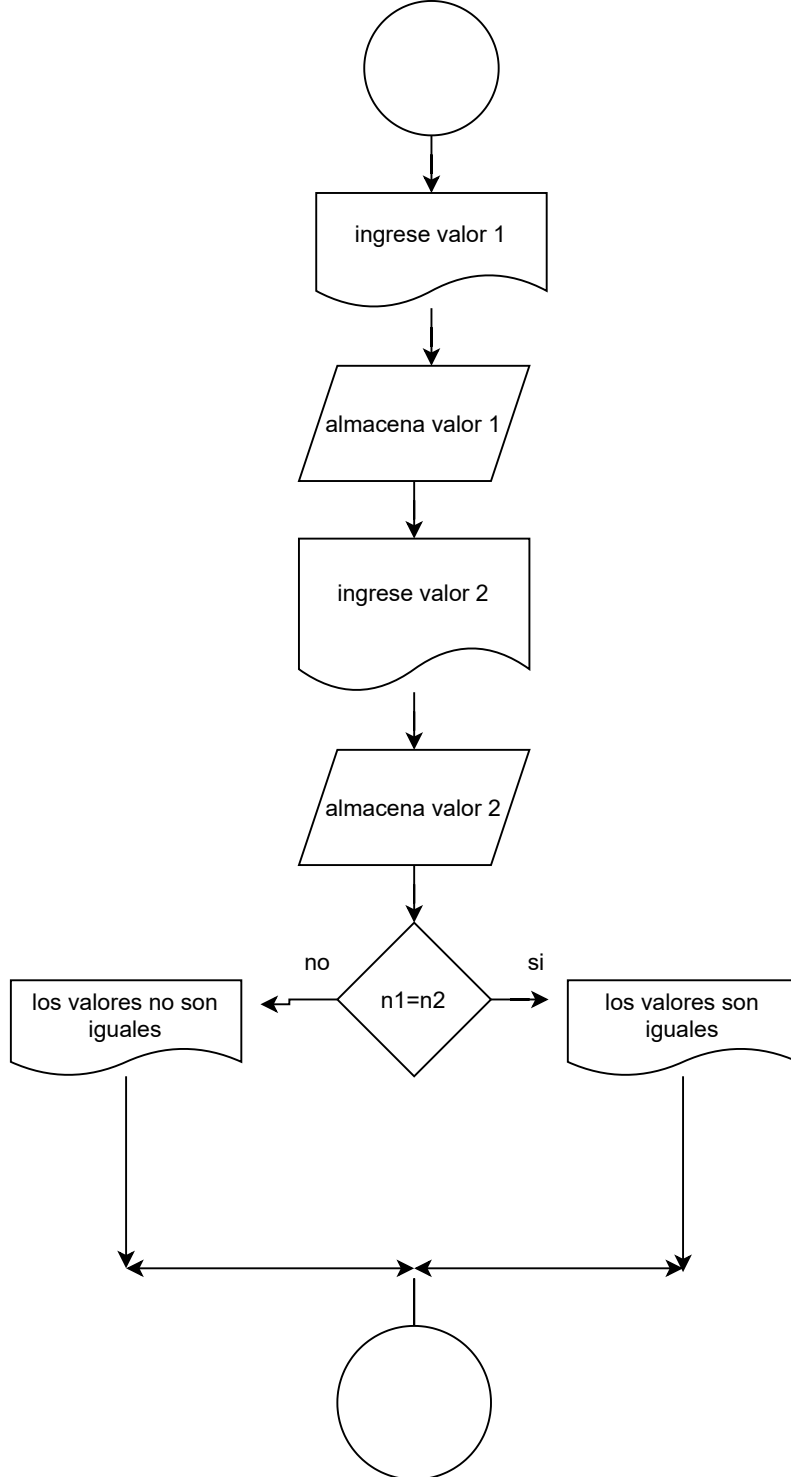 ingrese valor 1
almacena valor 1
ingrese valor 2
almacena valor 2
no
si
n1=n2
los valores no son
iguales
los valores son
iguales